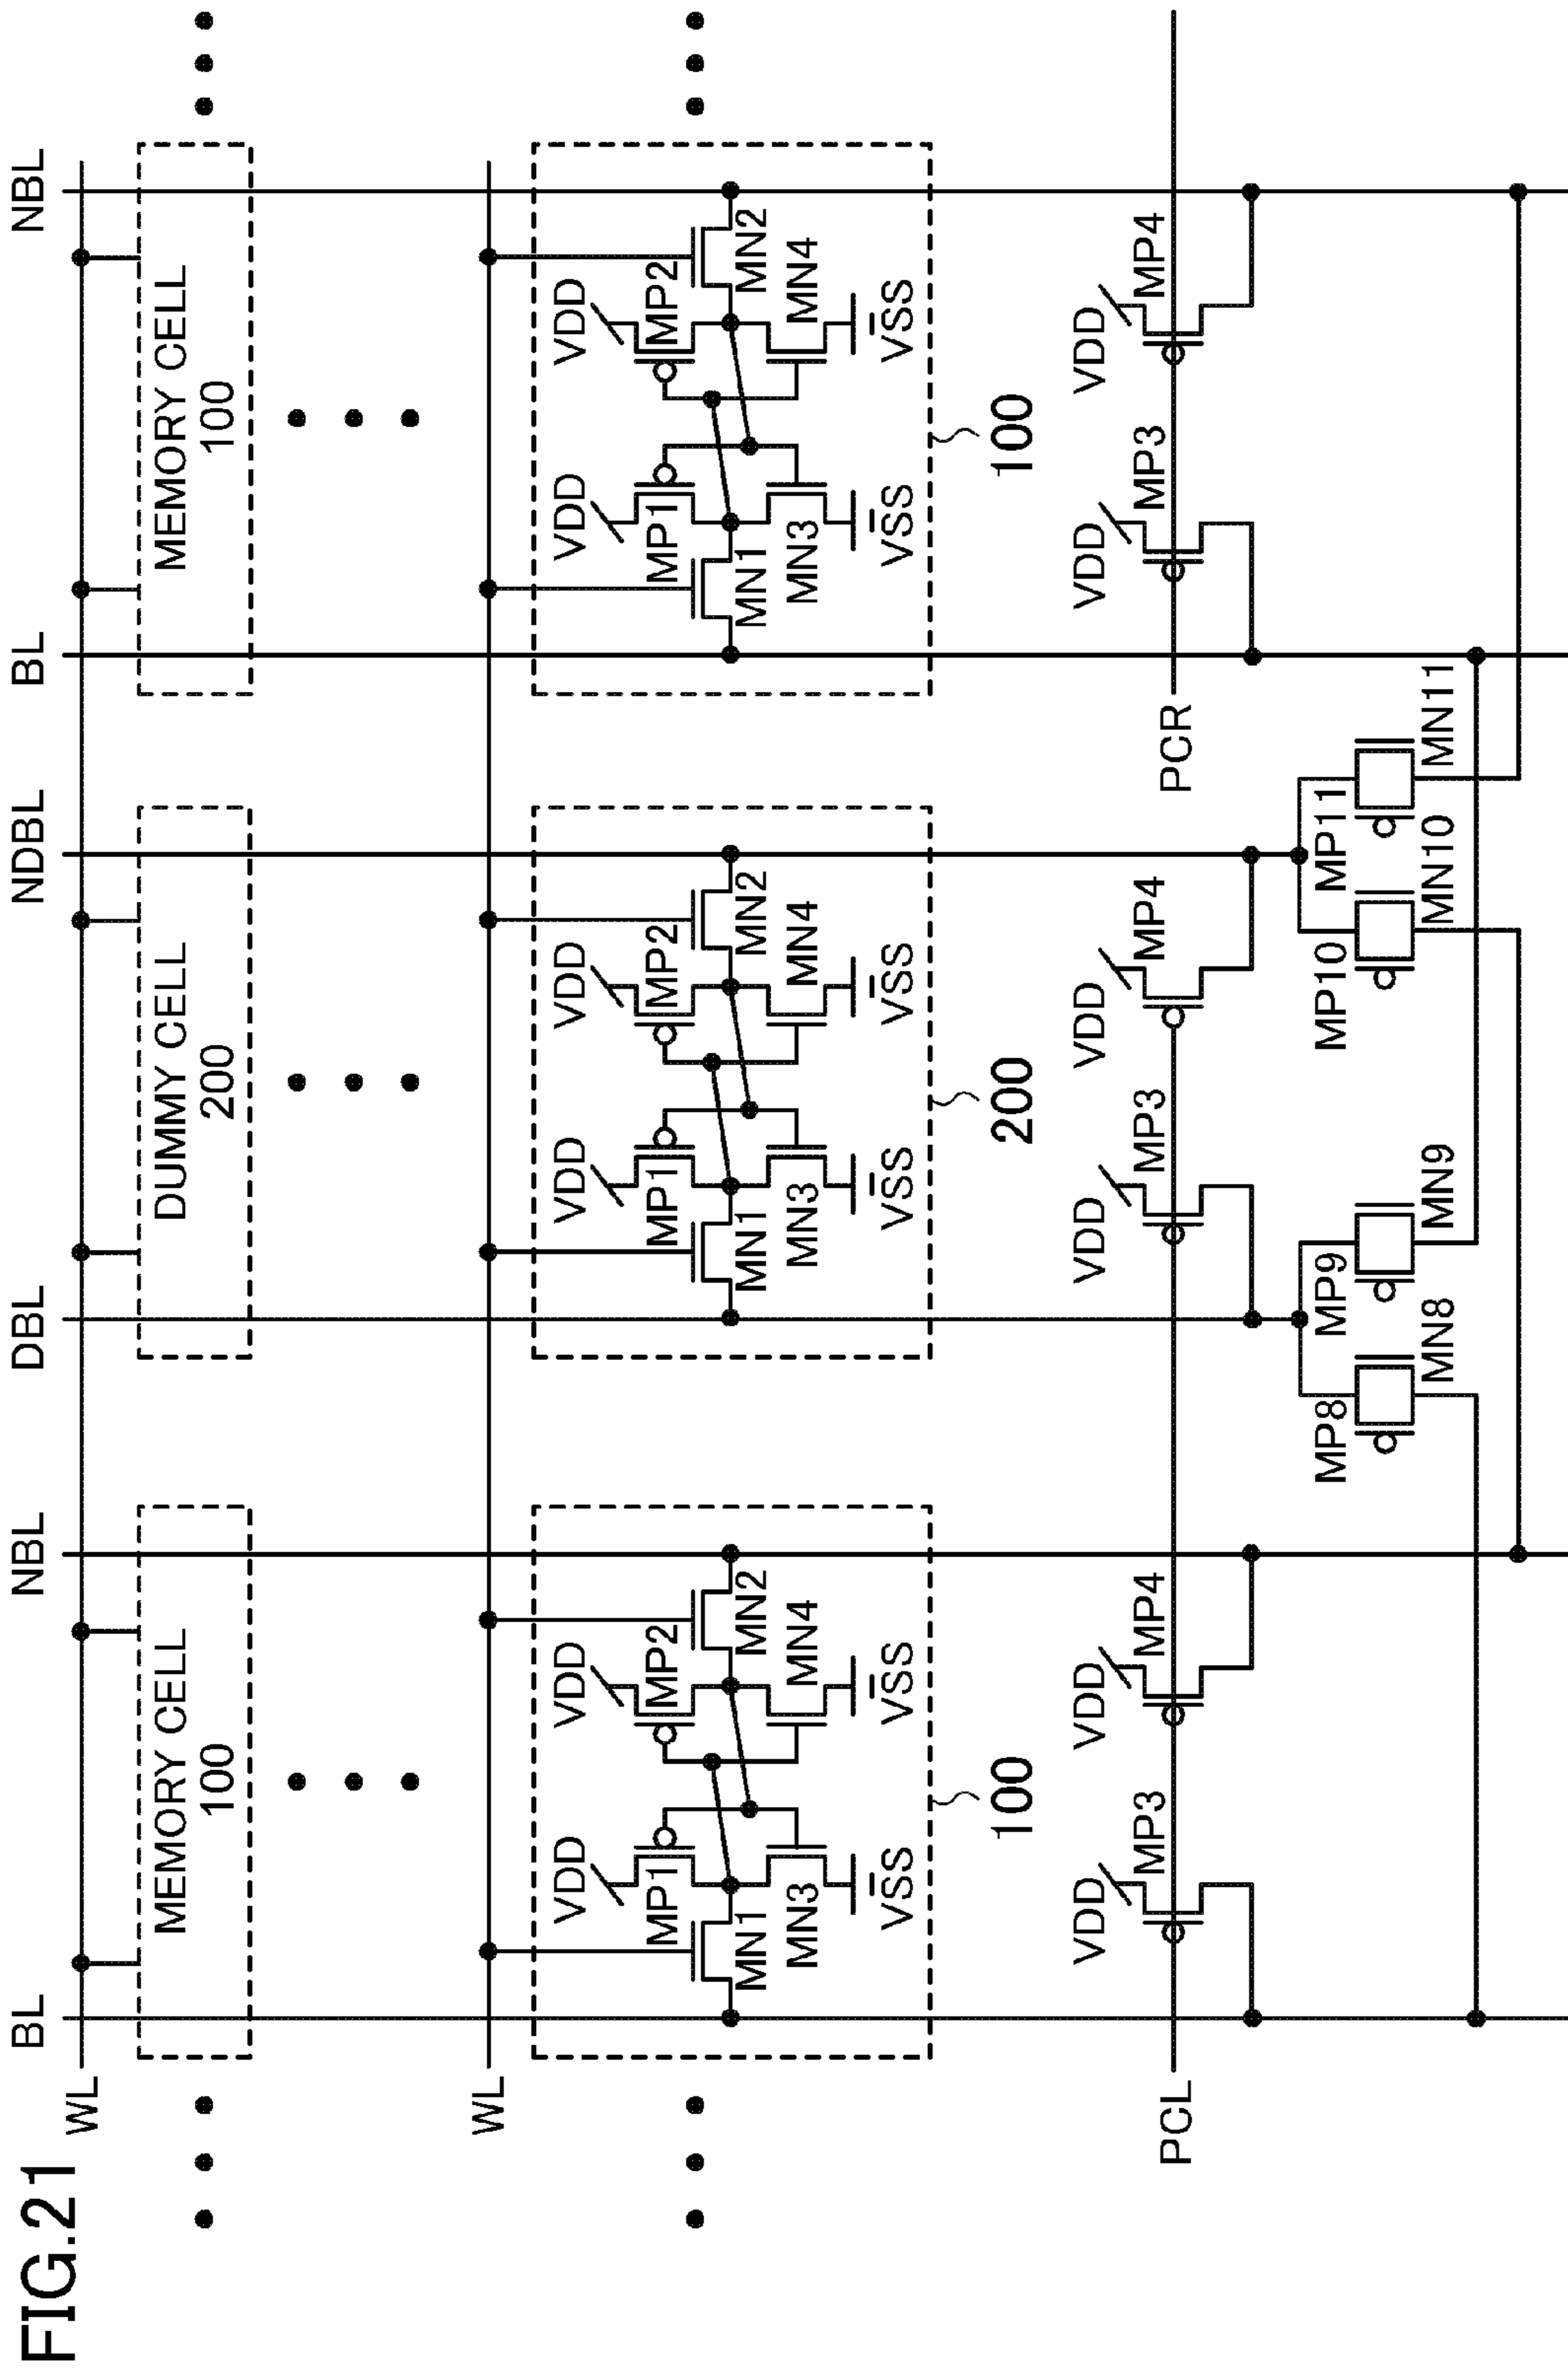 FIG.21
BL NBL DBL NDBL BL NBL
WL
MEMORY CELL DUMMY CELL MEMORY CELL
100 200 100
WL
VDD VDD VDD VDD VDD VDD
MP1 MP2 MP1 MP2 MP1 MP2
MN1 MN2 MN1 MN2 MN1 MN2
MN3 MN4 MN3 MN4 MN3 MN4
VSS VSS VSS VSS VSS VSS
100 200 100
VDD VDD VDD VDD VDD VDD
PCL MP3 MP4 MP3 MP4 PCR MP3 MP4
MP8 MP9 MP10 MP11
MN8 MN9 MN10 MN11